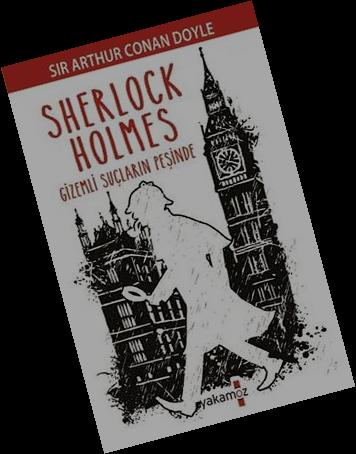 SIR ARTHUR CONAN DOYLE
SHERLOCK
HOLMES
GİZEMLİ SUÇLARIN PEŞİNDE
yakamoz